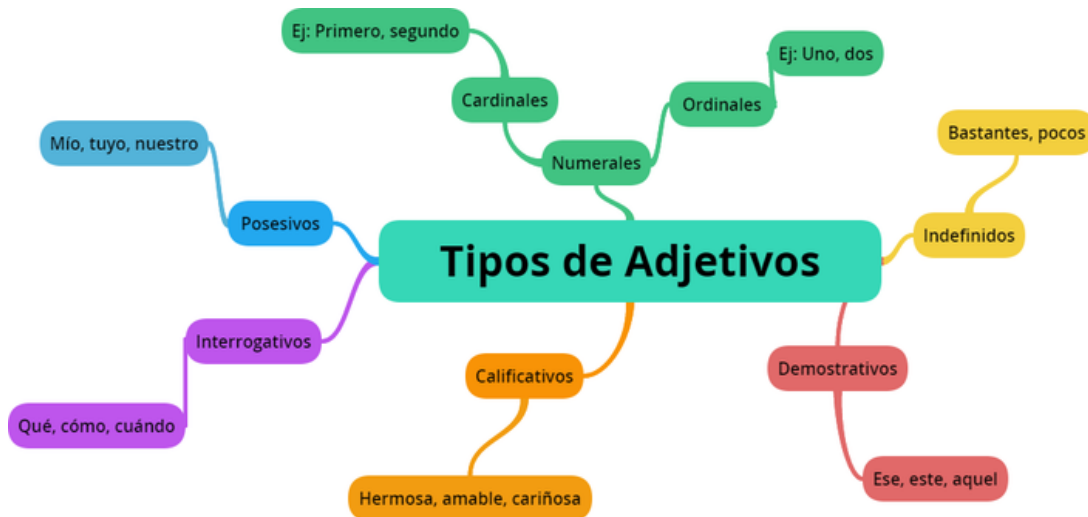 Ej: Primero, segundo
Ej: Uno, dos
Cardinales
Ordinales
Bastantes, pocos
Mío, tuyo, nuestro
Numerales
Posesivos
Indefinidos
Tipos de Adjetivos
Interrogativos
Calificativos
Demostrativos
Qué, cómo, cuándo
Ese, este, aquel
Hermosa, amable, cariñosa